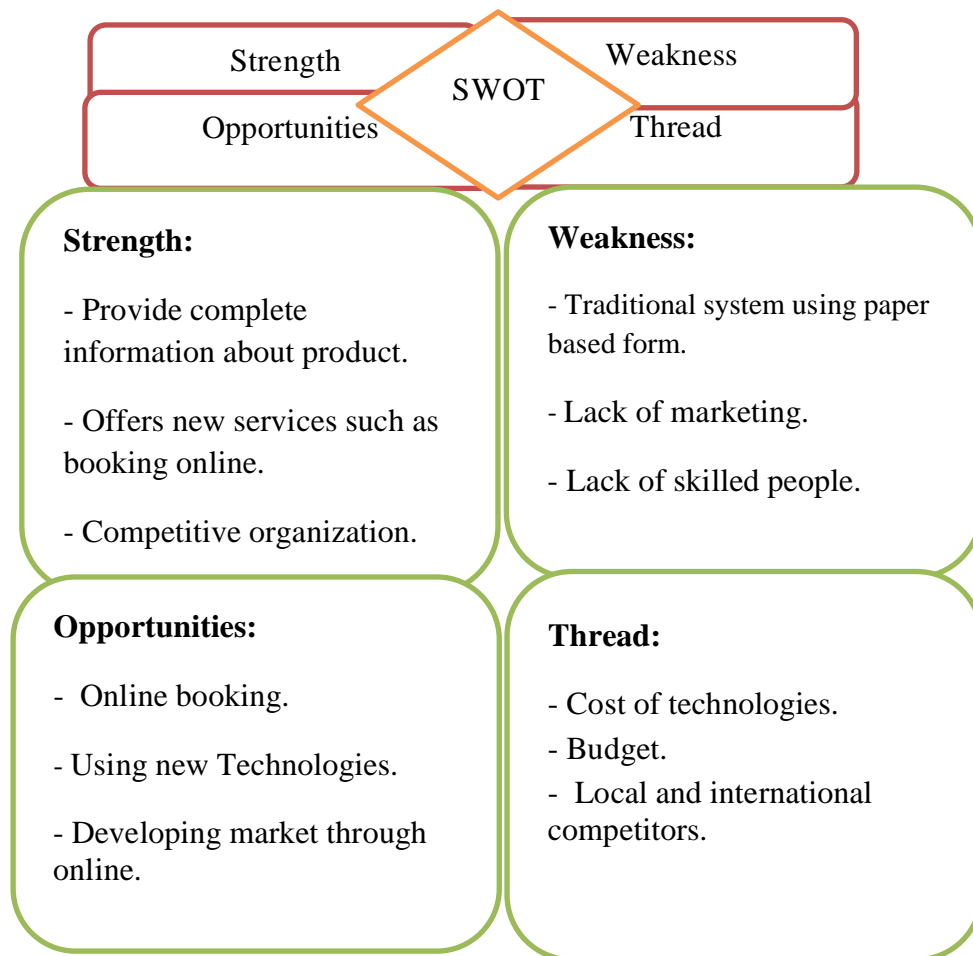 Strength
Weakness
SWOT
Opportunities
Thread
Strength:
- Provide complete
information about product.
- Offers new services such as
booking online.
- Competitive organization.
Weakness:
- Traditional system using paper
based form.
- Lack of marketing.
- Lack of skilled people.
Opportunities:
- Online booking.
- Using new Technologies.
- Developing market through
online.
Thread:
- Cost of technologies.
- Budget.
- Local and international
competitors.